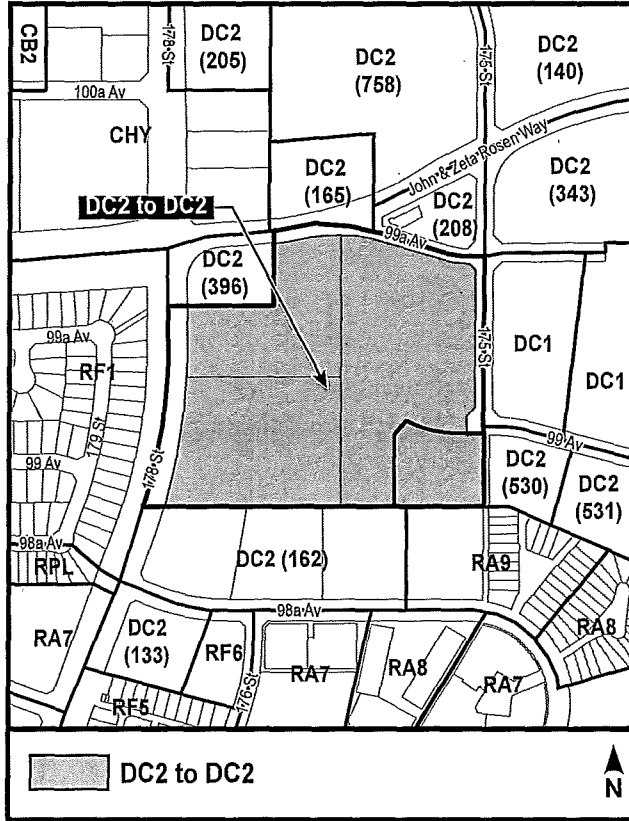 CB2
178 St
DC2
(205)
DC2
(758)
175 St
DC2
(140)
100a Av
CHY
John & Zeta Rosen Way
DC2
(165)
DC2
(343)
DC2 to DC2
DC2
(208)
99a Av
DC2
(396)
99a Av
RF1
175 St
DC1
DC1
179 St
178 St
99 Av
99 Av
DC2
(530)
DC2
(531)
98a Av
RPL
DC2 (162)
RA9
98a Av
RA7
DC2
(133)
RF6
RA7
RA8
RA7
RA8
176 St
RF5
DC2 to DC2
N